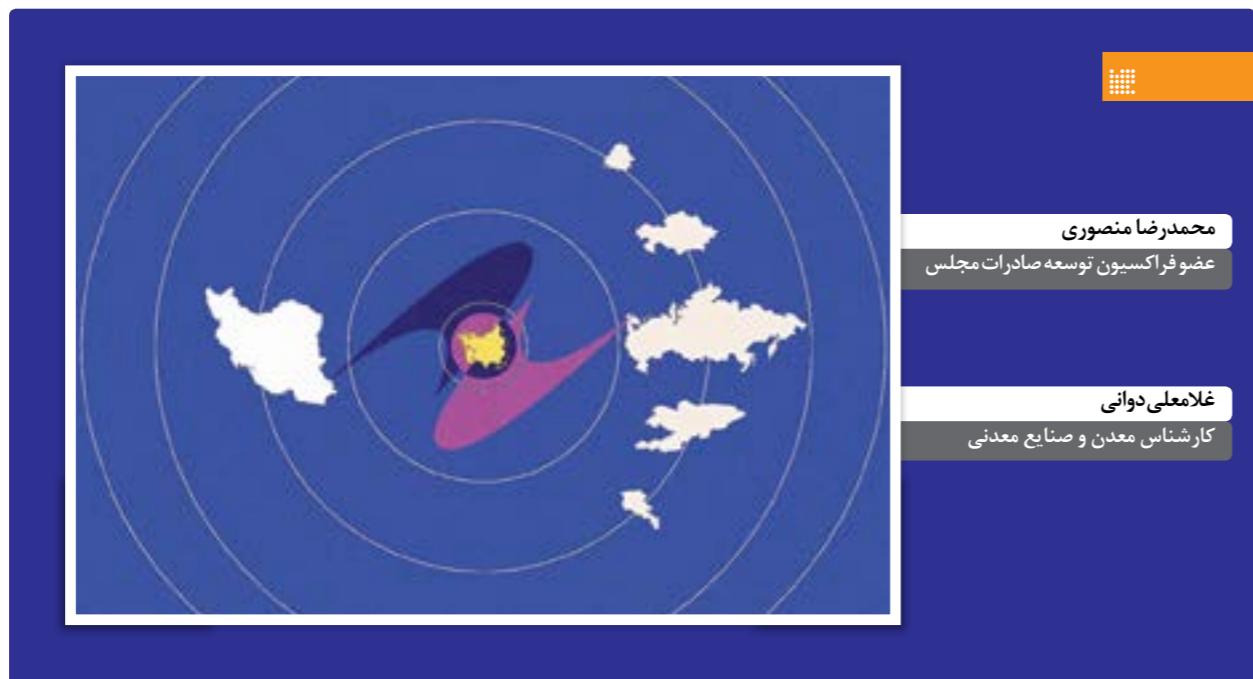 محمدرضا منصوری
عضو فراکسیون توسعه صادرات مجلس
غلامعلی دوانی
کارشناس معدن و صنایع معدنی